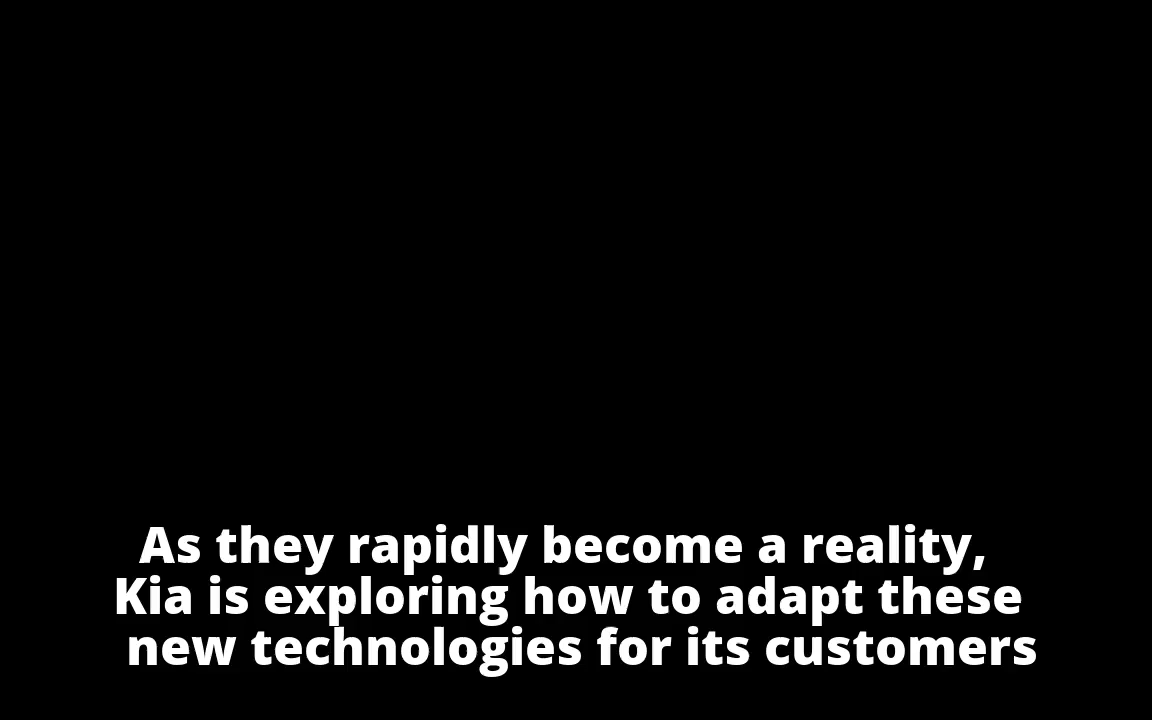 As they rapidly become a reality,
Kia is exploring how to adapt these
new technologies for its customers